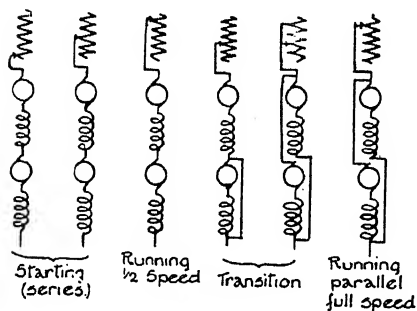 Starting
(series.)
Running
1/2 Speed
Transition
Running
parallel
full speed